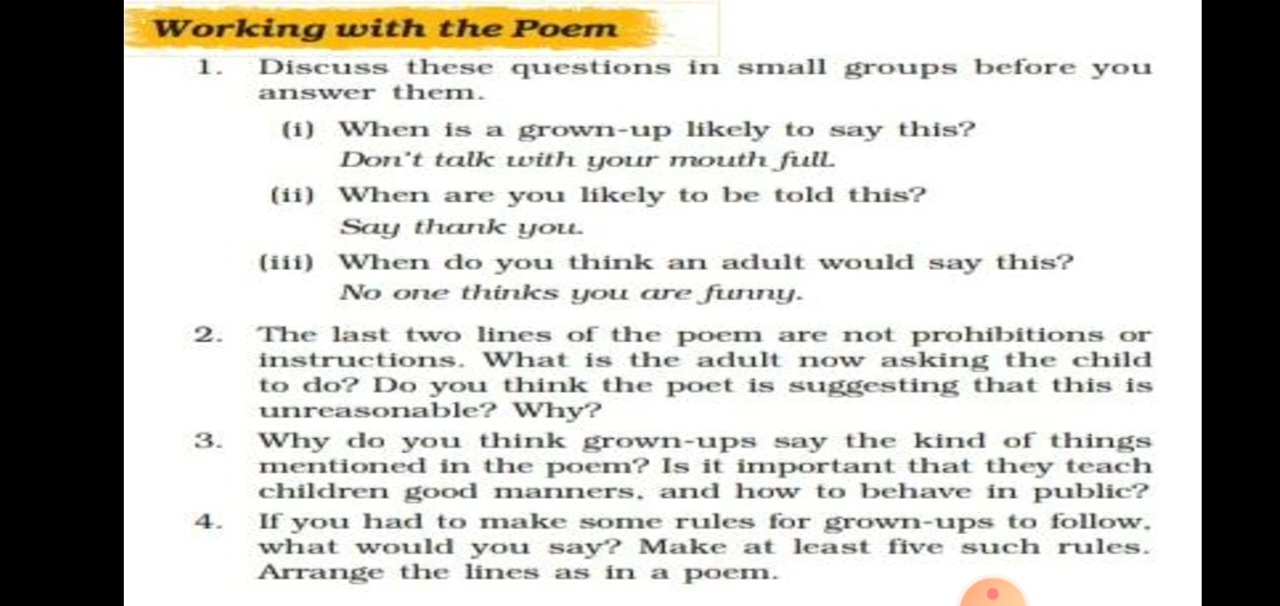 Working with the Poem
1. Discuss these questions in small groups before you
answer them.
(i) When is a grown-up likely to say this?
Don't talk with your mouth full.
(ii) When are you likely to be told this?
Say thank you.
(iii) When do you think an adult would say this?
No one thinks you are funny.
2. The last two lines of the poem are not prohibitions or
instructions. What is the adult now asking the child
to do? Do you think the poet is suggesting that this is
unreasonable? Why?
3. Why do you think grown-ups say the kind of things
mentioned in the poem? Is it important that they teach
children good manners, and how to behave in public?
4. If you had to make some rules for grown-ups to follow,
what would you say? Make at least five such rules.
Arrange the lines as in a poem.